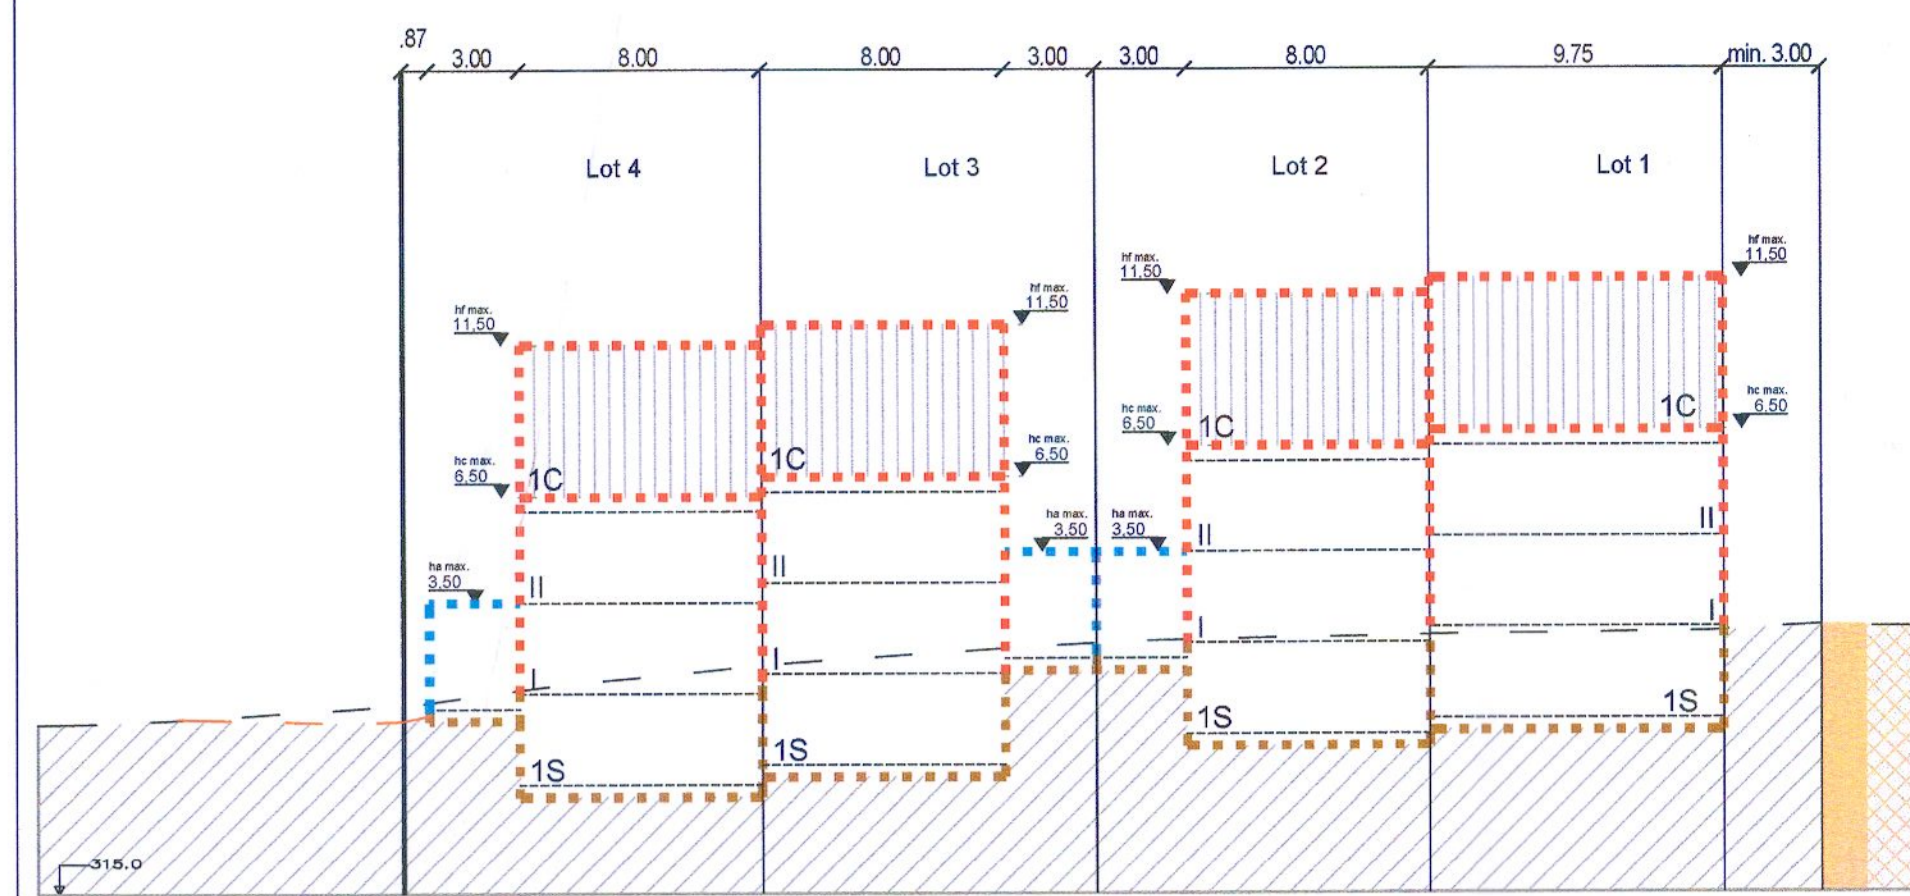 .87 3.00 8.00 8.00 3.00 3.00 8.00 9.75 min. 3.00
Lot 4 Lot 3 Lot 2 Lot 1
hf max.
11,50
hf max.
11,50
hf max.
11,50
hf max.
11,50
hc max.
6,50
1C
1C
hc max.
6,50
hc max.
6,50
1C
1C
hc max.
6,50
ha max.
3,50
ha max.
3,50
ha max.
3,50
II
II
II
II
I
I
I
I
1S
1S
1S
1S
315.0